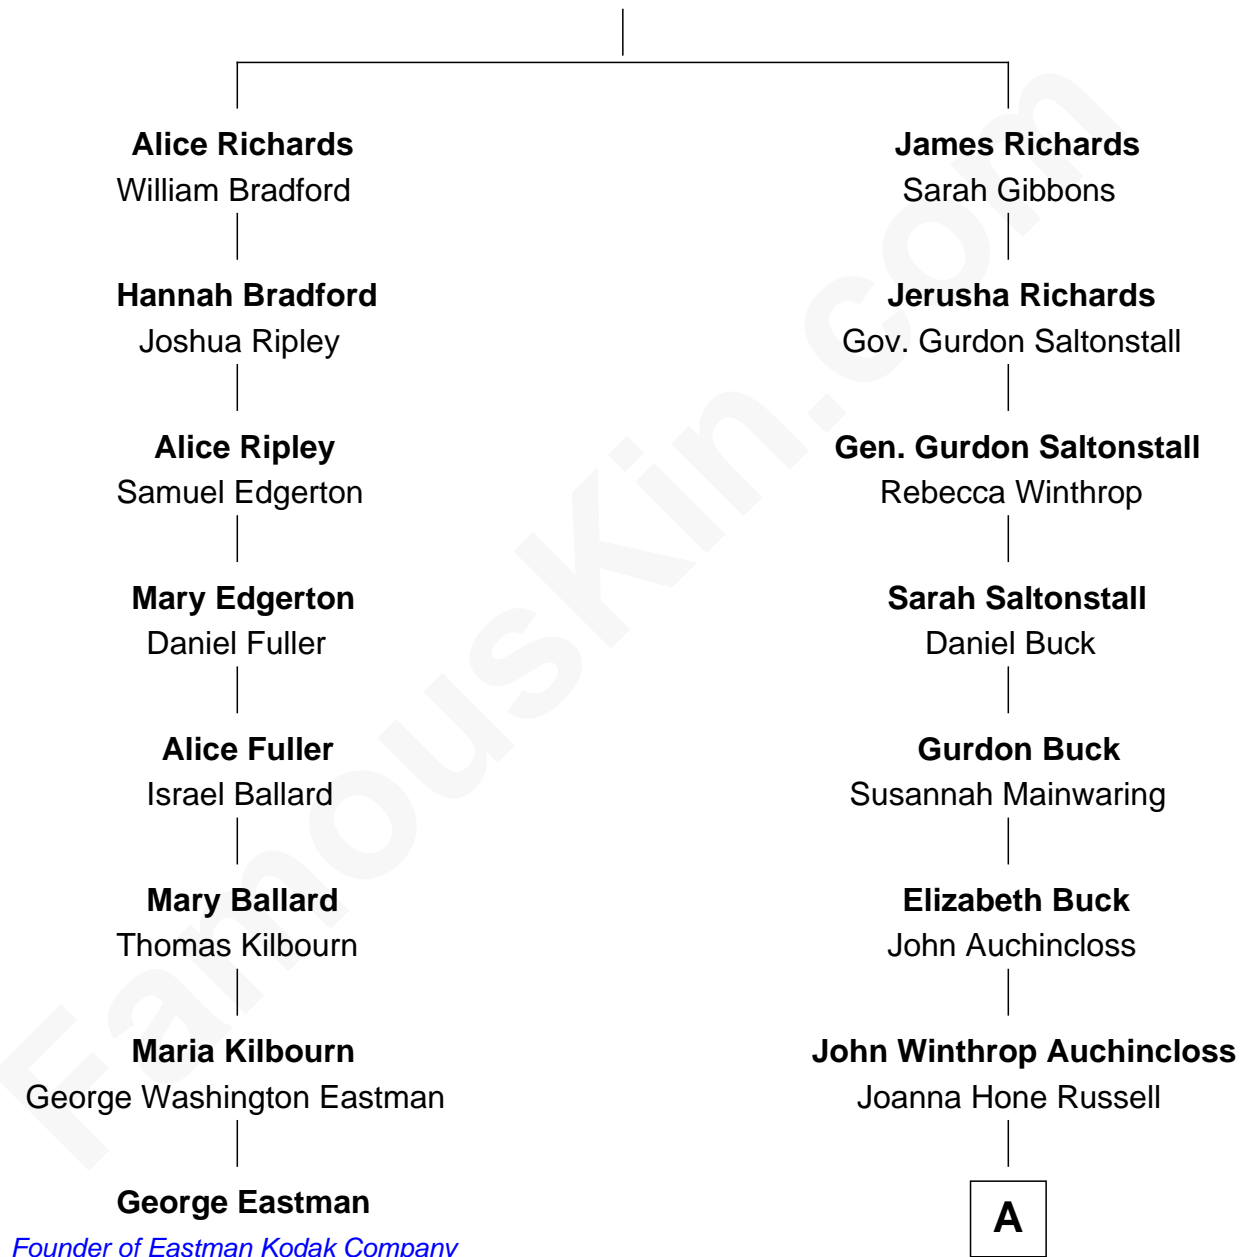 Alice Richards
William Bradford
James Richards
Sarah Gibbons
Hannah Bradford
Joshua Ripley
Jerusha Richards
Gov. Gurdon Saltonstall
Alice Ripley
Samuel Edgerton
Gen. Gurdon Saltonstall
Rebecca Winthrop
Mary Edgerton
Daniel Fuller
Sarah Saltonstall
Daniel Buck
Alice Fuller
Israel Ballard
Gurdon Buck
Susannah Mainwaring
Mary Ballard
Thomas Kilbourn
Elizabeth Buck
John Auchincloss
Maria Kilbourn
George Washington Eastman
John Winthrop Auchincloss
Joanna Hone Russell
George Eastman
Founder of Eastman Kodak Company
A
FamousKin.com